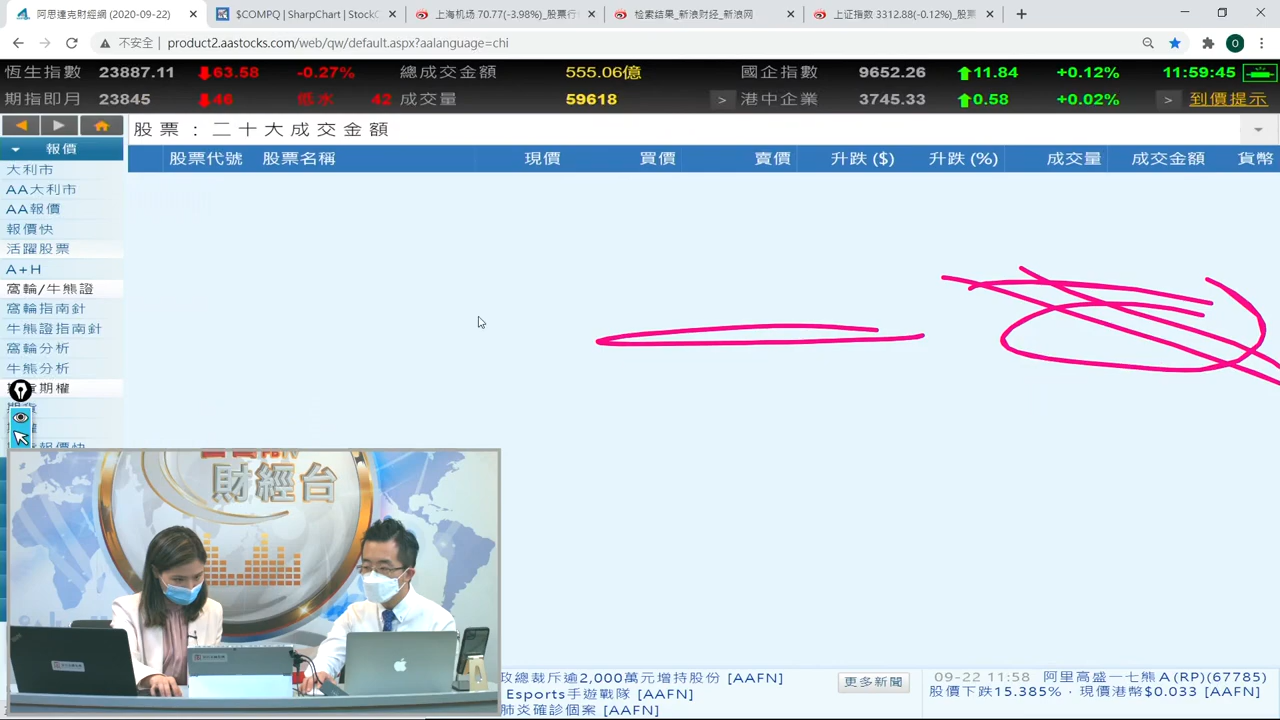 阿思達克財經網 (2020-09-22)
$COMPQ | SharpChart | StockC
上海机场 70.77(-3.98%)_股票行
检索结果_新浪财经_新浪网
上证指数 3312.88(-0.12%)_股票
不安全 | product2.aastocks.com/web/qw/default.aspx?aalanguage=chi
恆生指數 23887.11 63.58 -0.27% 總成交金額 555.06億 國企指數 9652.26 11.84 +0.12% 11:59:45
期指即月 23845 46 低水 42 成交量 59618 > 港中企業 3745.33 0.58 +0.02% > 到價提示
股票：二十大成交金額
報價
股票代號 股票名稱 現價 買價 賣價 升跌 ($) 升跌 (%) 成交量 成交金額 貨幣
大利市
AA大利市
AA報價
報價快
活躍股票
A+H
窩輪/牛熊證
窩輪指南針
牛熊證指南針
窩輪分析
牛熊分析
期權
報價快
財經台
政總裁斥逾2,000萬元增持股份 [AAFN]
Esports手遊戰隊 [AAFN]
肺炎確診個案 [AAFN]
更多新聞
09-22 11:58 阿里高盛一七熊A(RP)(67785)
股價下跌15.385%，現價港幣$0.033 [AAFN]